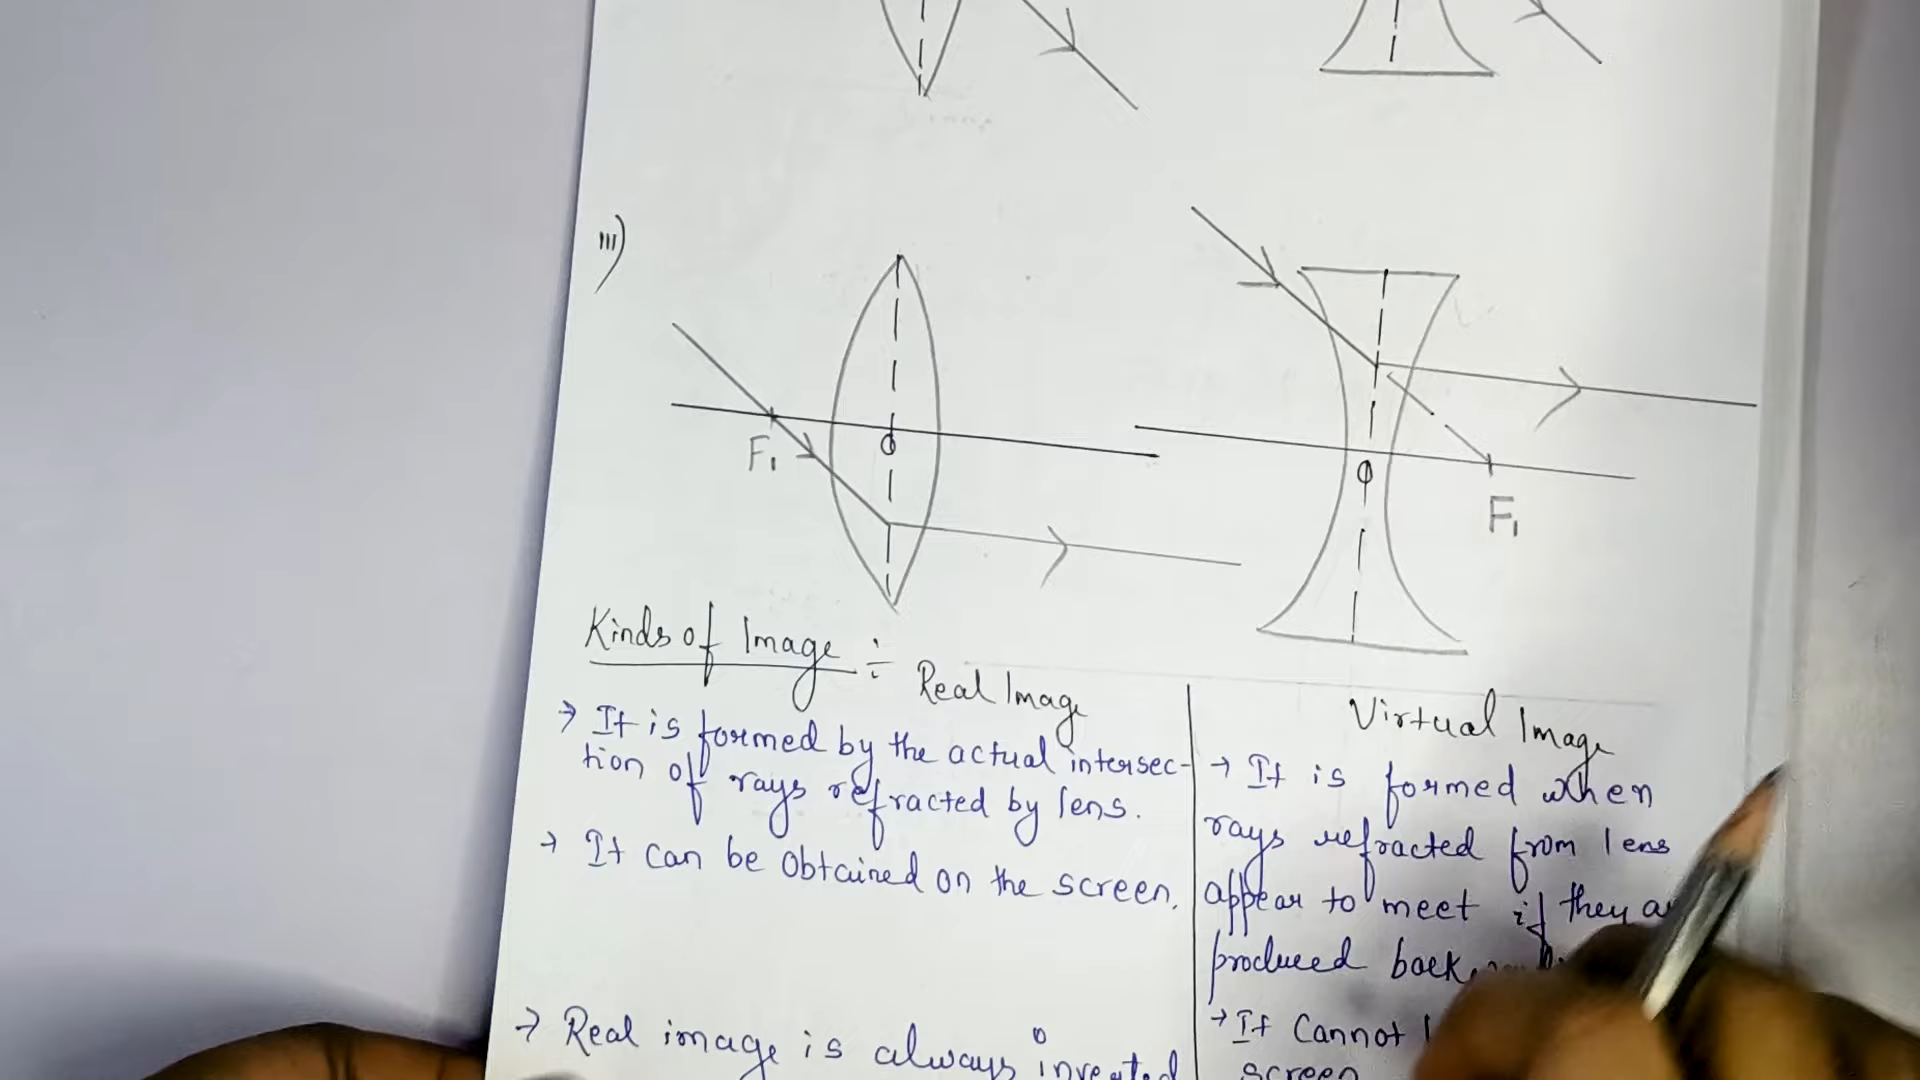 iii)
F₁
O
O
F₁
Kinds of Image :-
Real Image
→ It is formed by the actual intersec-
tion of rays refracted by lens.
→ It can be obtained on the screen.
→ Real image is always inverted
Virtual Image
→ It is formed when
rays refracted from lens
appear to meet if they
produced
→ It cannot
screen